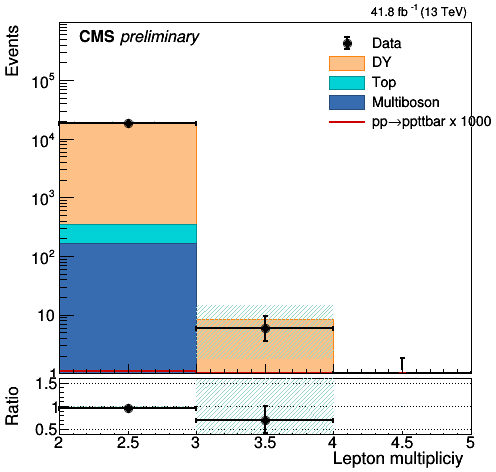 41.8 fb⁻¹ (13 TeV)
CMS preliminary
Events
Data
DY
Top
Multiboson
pp→ppttbar x 1000
10⁵
10⁴
10³
10²
10
1
Ratio
1.5
1
0.5
2 2.5 3 3.5 4 4.5 5
Lepton multipliciy